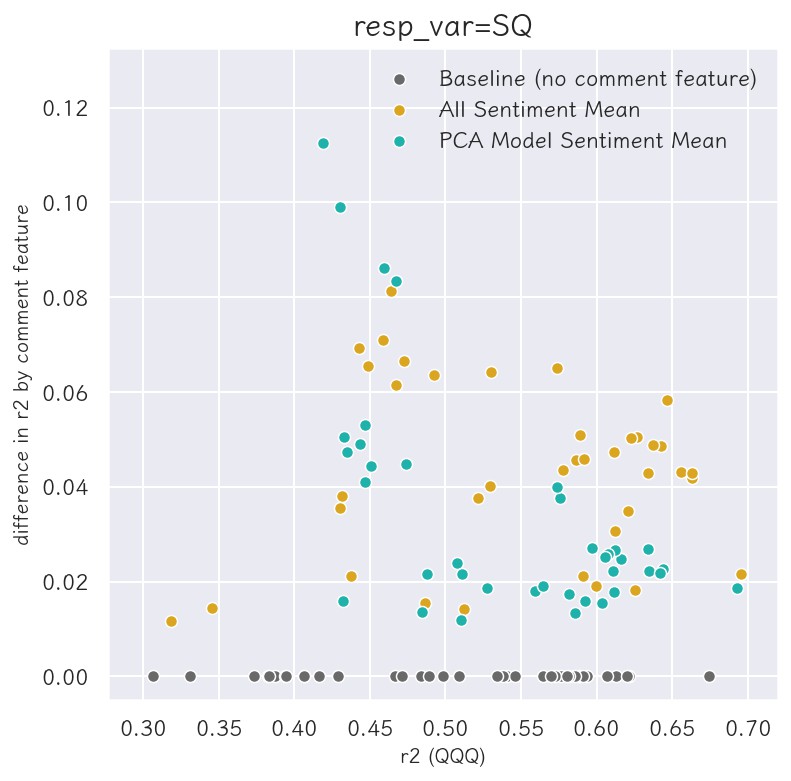 resp_var=SQ
Baseline (no comment feature)
All Sentiment Mean
PCA Model Sentiment Mean
difference in r2 by comment feature
0.12
0.10
0.08
0.06
0.04
0.02
0.00
0.30 0.35 0.40 0.45 0.50 0.55 0.60 0.65 0.70
r2 (QQQ)